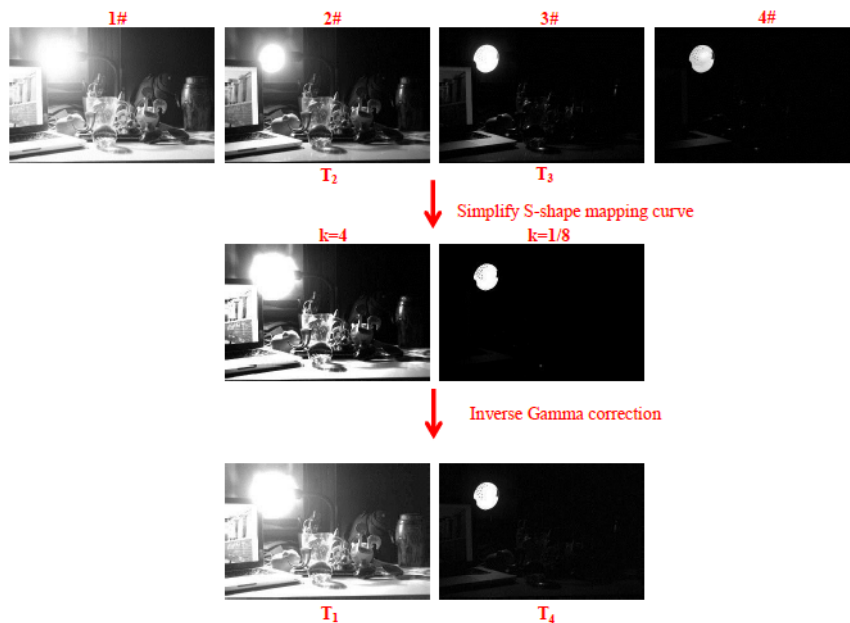 1# 2# 3# 4#
T₂ T₃
Simplify S-shape mapping curve
k=4 k=1/8
Inverse Gamma correction
T₁ T₄